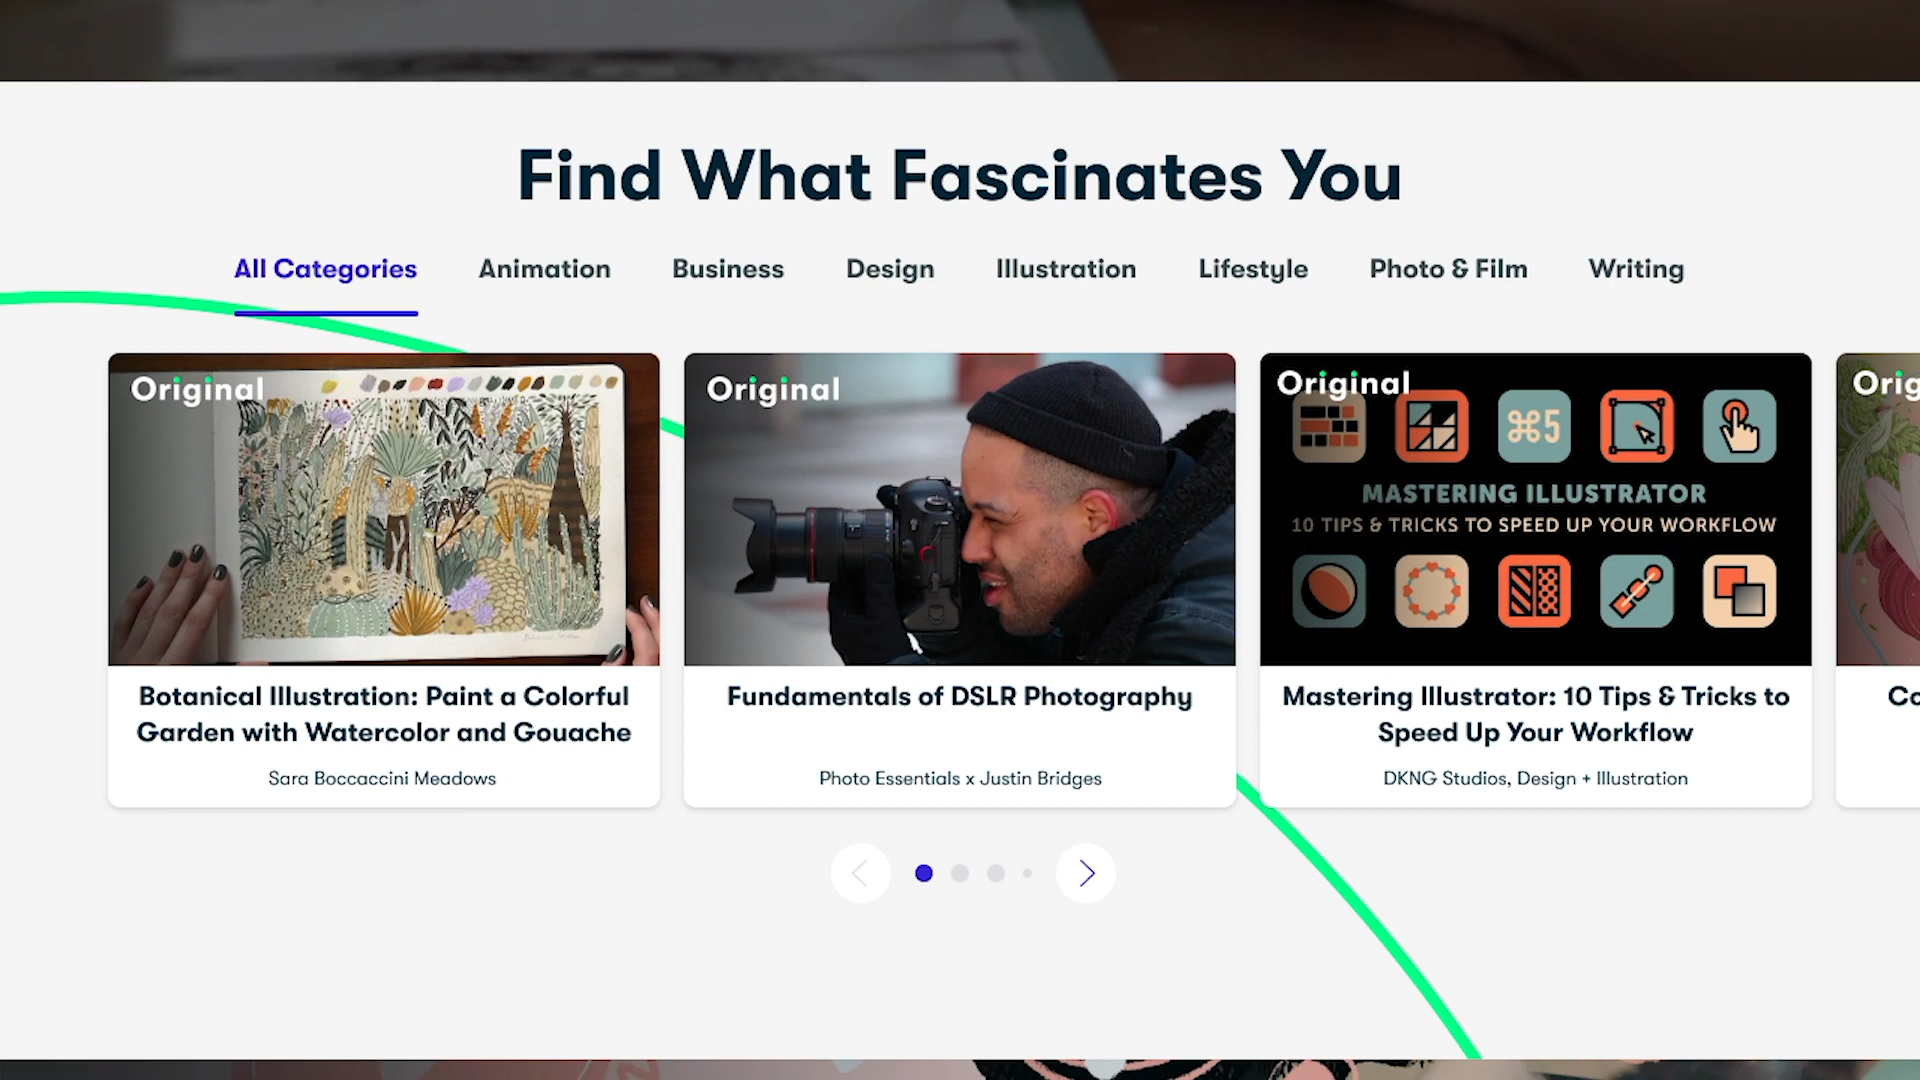 Find What Fascinates You
All Categories Animation Business Design Illustration Lifestyle Photo & Film Writing
Original
Original
Original
Orig
⌘5
MASTERING ILLUSTRATOR
10 TIPS & TRICKS TO SPEED UP YOUR WORKFLOW
Botanical Illustration: Paint a Colorful
Garden with Watercolor and Gouache
Sara Boccaccini Meadows
Fundamentals of DSLR Photography
Photo Essentials x Justin Bridges
Mastering Illustrator: 10 Tips & Tricks to
Speed Up Your Workflow
DKNG Studios, Design + Illustration
Co